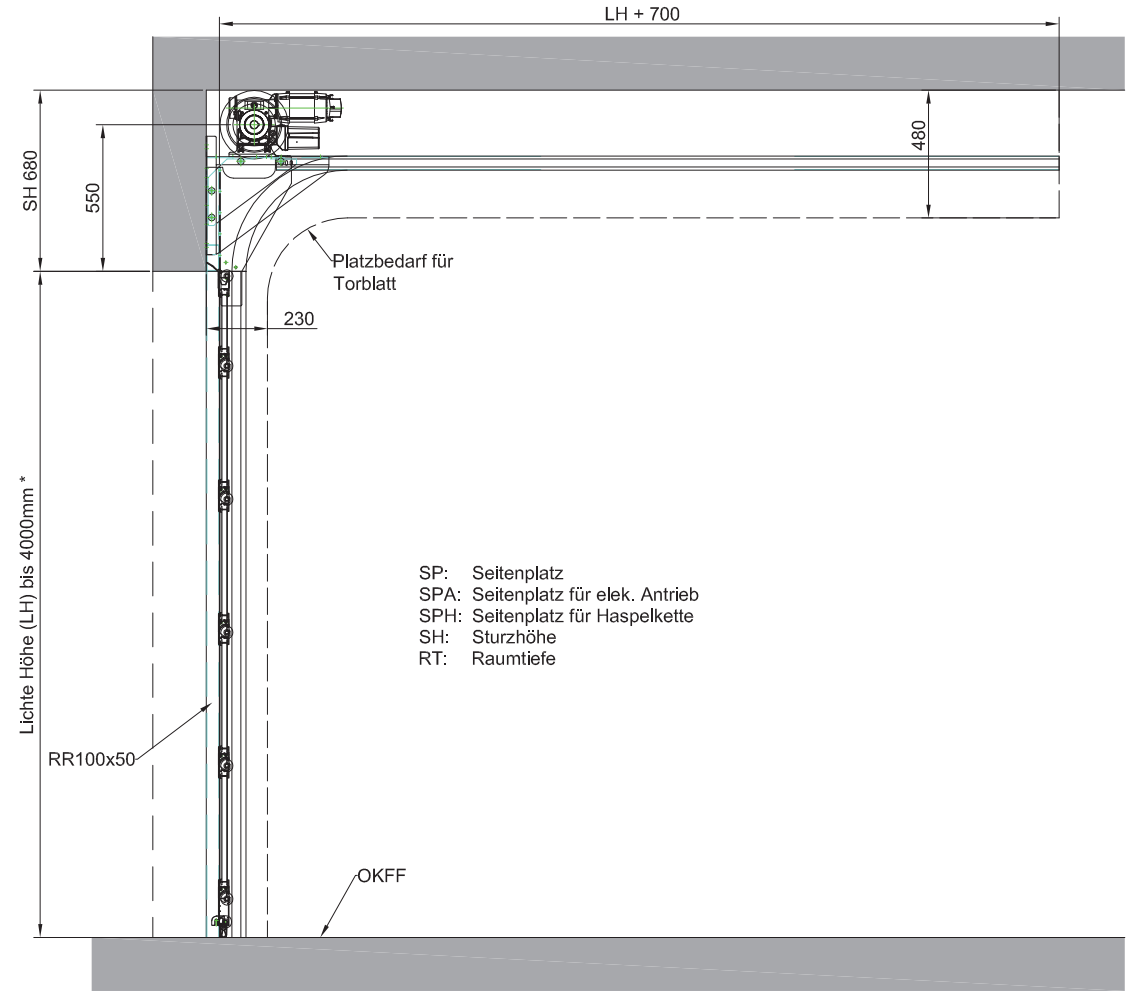 LH + 700
480
SH 680
550
Platzbedarf für
Torblatt
230
Lichte Höhe (LH) bis 4000mm *
SP: Seitenplatz
SPA: Seitenplatz für elek. Antrieb
SPH: Seitenplatz für Haspelkette
SH: Sturzhöhe
RT: Raumtiefe
RR100x50
OKFF